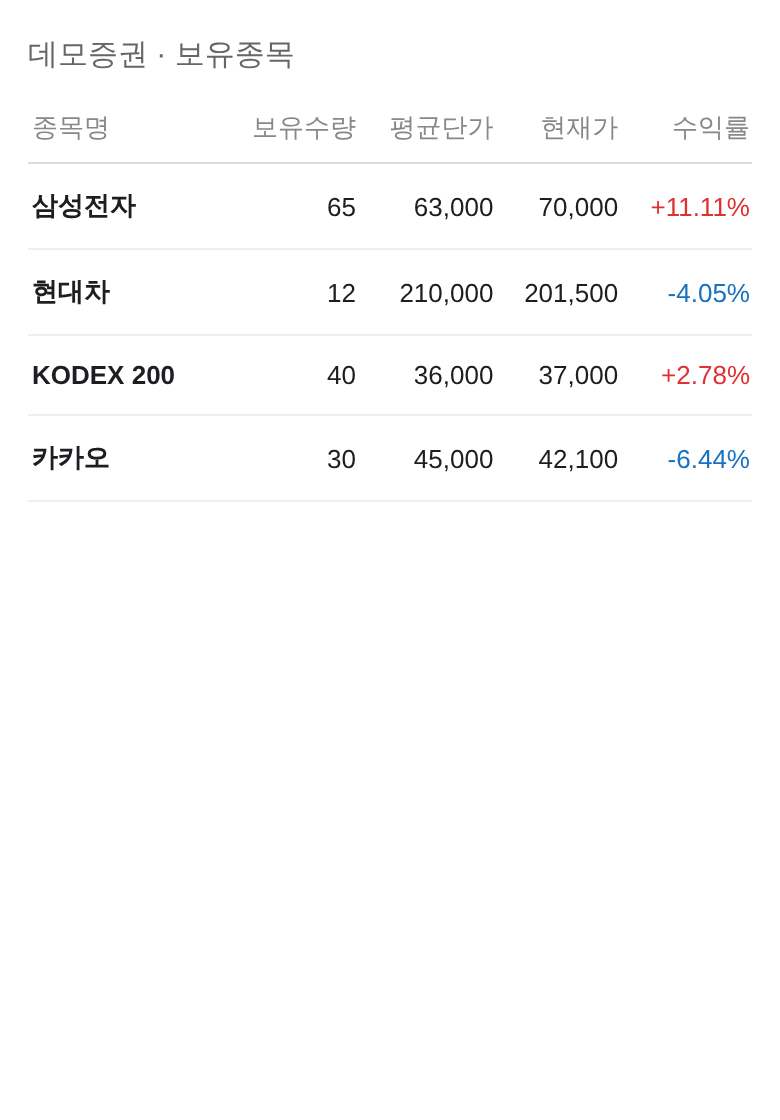 데모증권 · 보유종목
종목명 보유수량 평균단가 현재가 수익률
삼성전자 65 63,000 70,000 +11.11%
현대차 12 210,000 201,500 -4.05%
KODEX 200 40 36,000 37,000 +2.78%
카카오 30 45,000 42,100 -6.44%